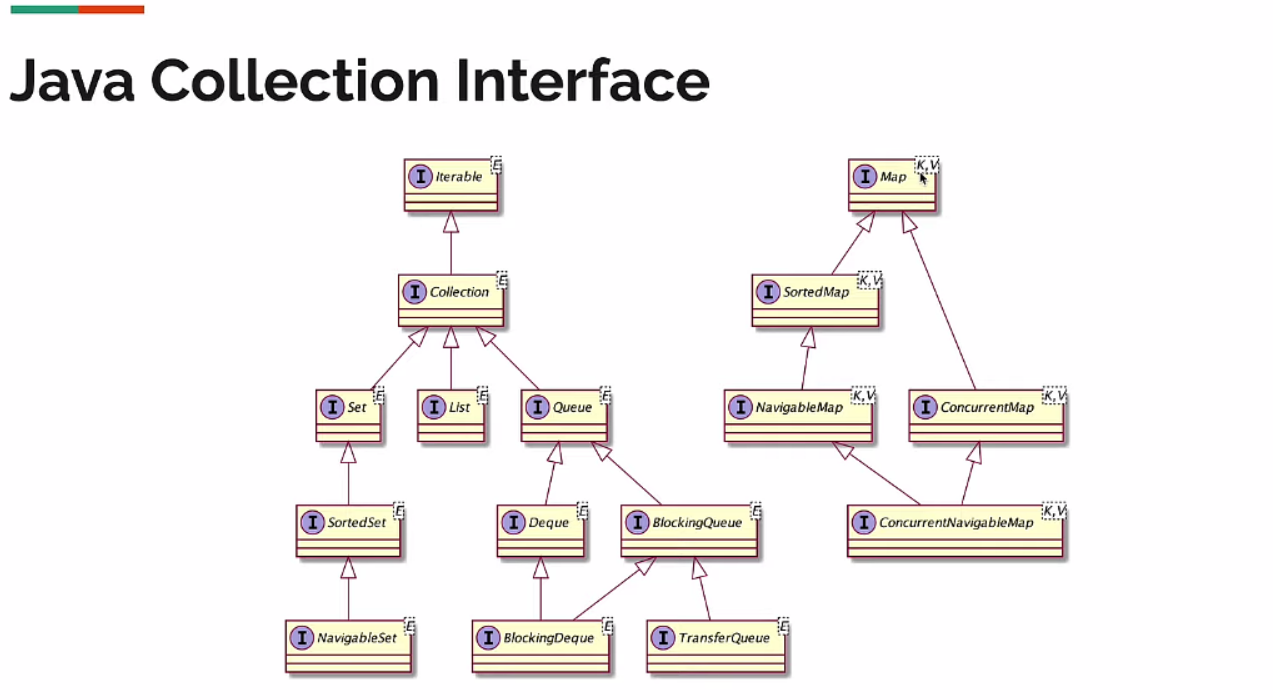 Java Collection Interface
E
K,V
I Iterable
I Map
E
K,V
I Collection
I SortedMap
E
E
E
K,V
K,V
I Set
I List
I Queue
I NavigableMap
I ConcurrentMap
E
E
E
K,V
I SortedSet
I Deque
I BlockingQueue
I ConcurrentNavigableMap
E
E
E
I NavigableSet
I BlockingDeque
I TransferQueue